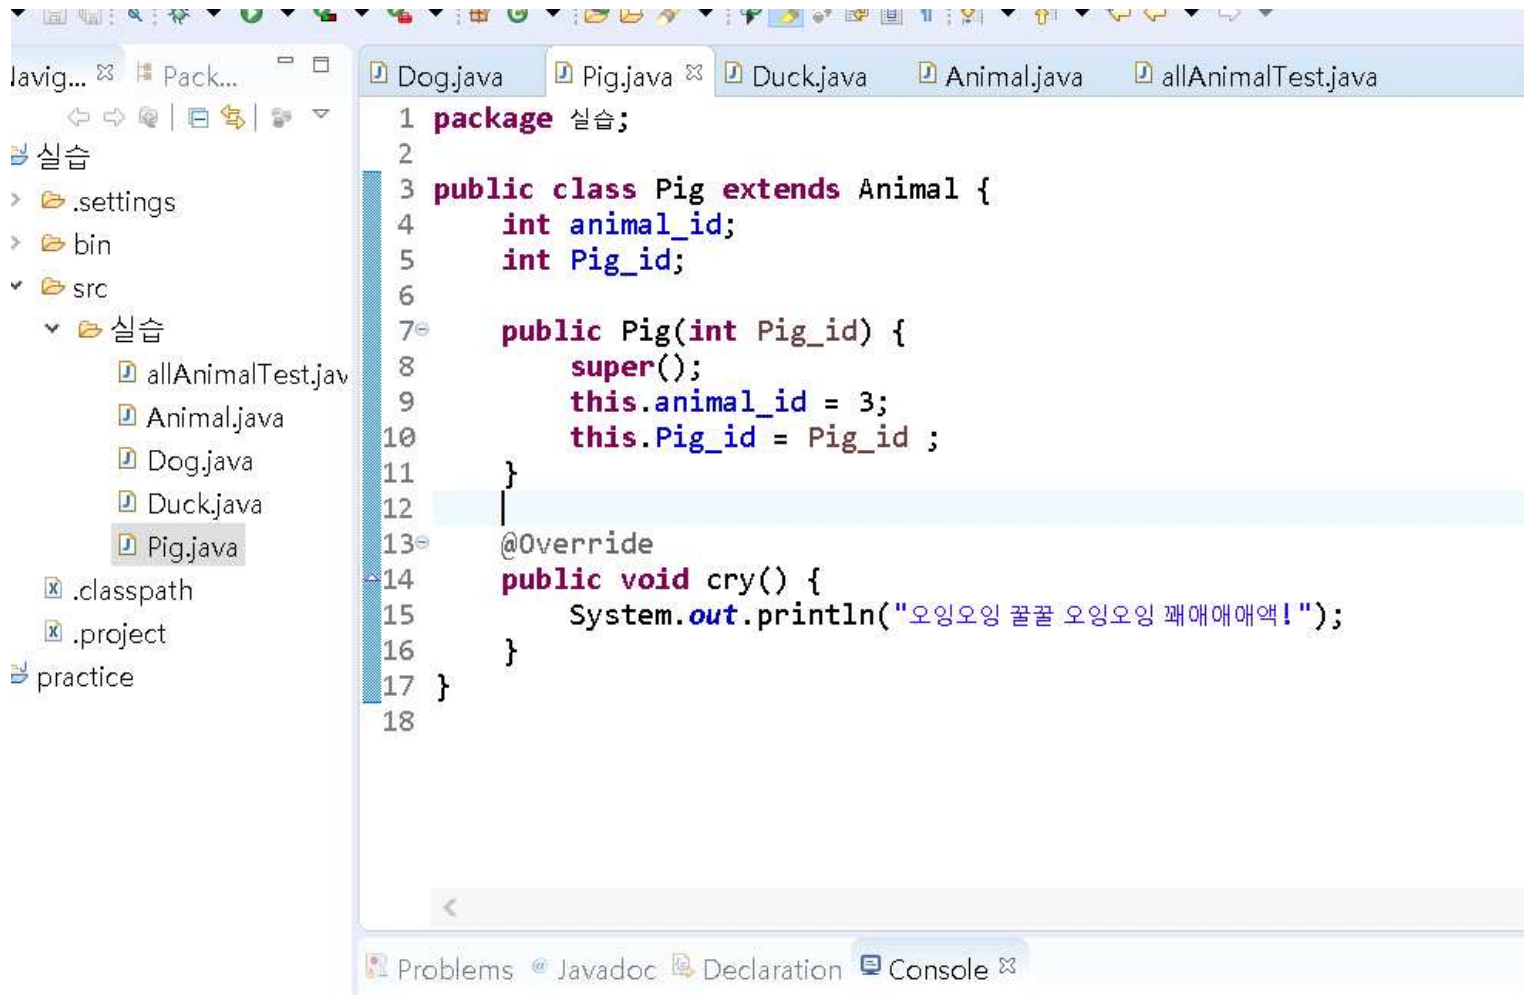 Pack...
실습
.settings
bin
src
실습
allAnimalTest.jav
Animal.java
Dog.java
Duck.java
Pig.java
.classpath
.project
practice
Dog.java Pig.java Duck.java Animal.java allAnimalTest.java
1 package 실습;
2
3 public class Pig extends Animal {
4 int animal_id;
5 int Pig_id;
6
7 public Pig(int Pig_id) {
8 super();
9 this.animal_id = 3;
10 this.Pig_id = Pig_id ;
11 }
12
13 @Override
14 public void cry() {
15 System.out.println("오잉오잉 꿀꿀 오잉오잉 꽤애애애액!");
16 }
17 }
18
Problems @ Javadoc Declaration Console